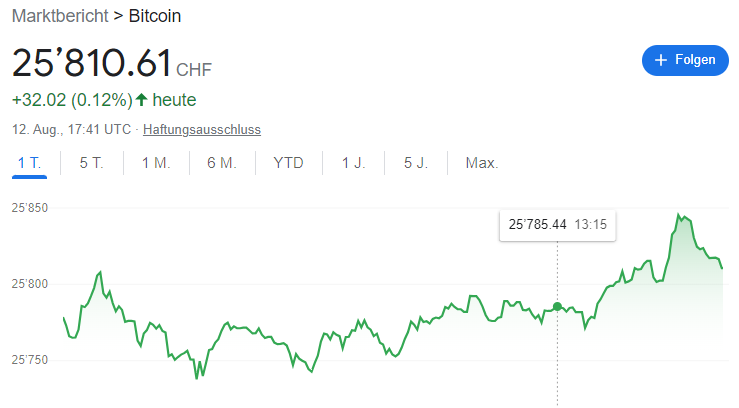 Marktbericht > Bitcoin
25’810.61 CHF
+ Folgen
+32.02 (0.12%) ↑ heute
12. Aug., 17:41 UTC · Haftungsausschluss
1 T. 5 T. 1 M. 6 M. YTD 1 J. 5 J. Max.
25’850
25’785.44 13:15
25’800
25’750